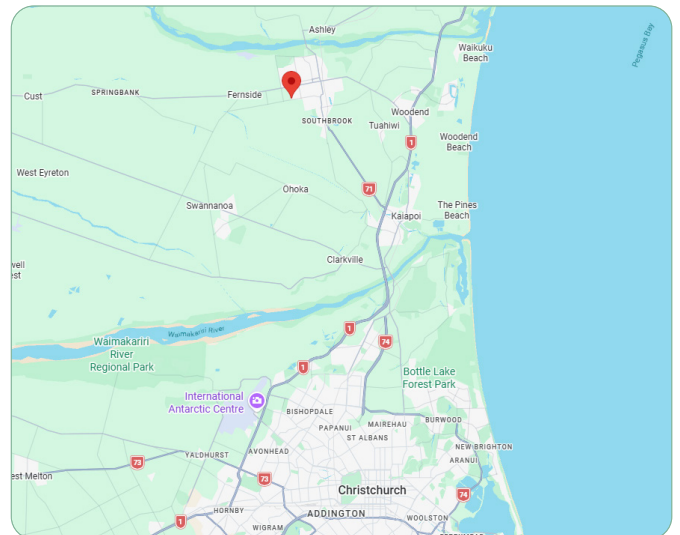 Ashley
Waikuku
Beach
Pegasus Bay
Cust
SPRINGBANK
Fernside
SOUTHBROOK
Woodend
Tuahiwi
Woodend
Beach
1
West Eyreton
71
Ohoka
Swannanoa
The Pines
Beach
Kaiapoi
Clarkville
Waimakariri River
1
74
Waimakariri
River
Regional Park
1
Bottle Lake
Forest Park
International
Antarctic Centre
BISHOPDALE
PAPANUI
MAIREHAU
BURWOOD
ST ALBANS
NEW BRIGHTON
YALDHURST
AVONHEAD
ARANUI
73
73
Christchurch
74
HORNBY
ADDINGTON
WOOLSTON
1
WIGRAM